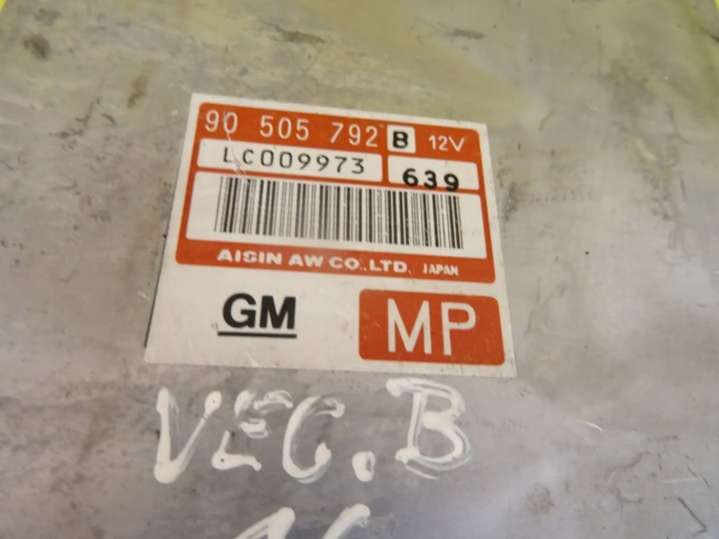 90 505 792 B 12V
LC009973 639
AISIN AW CO.,LTD. JAPAN
GM MP
VEC.B